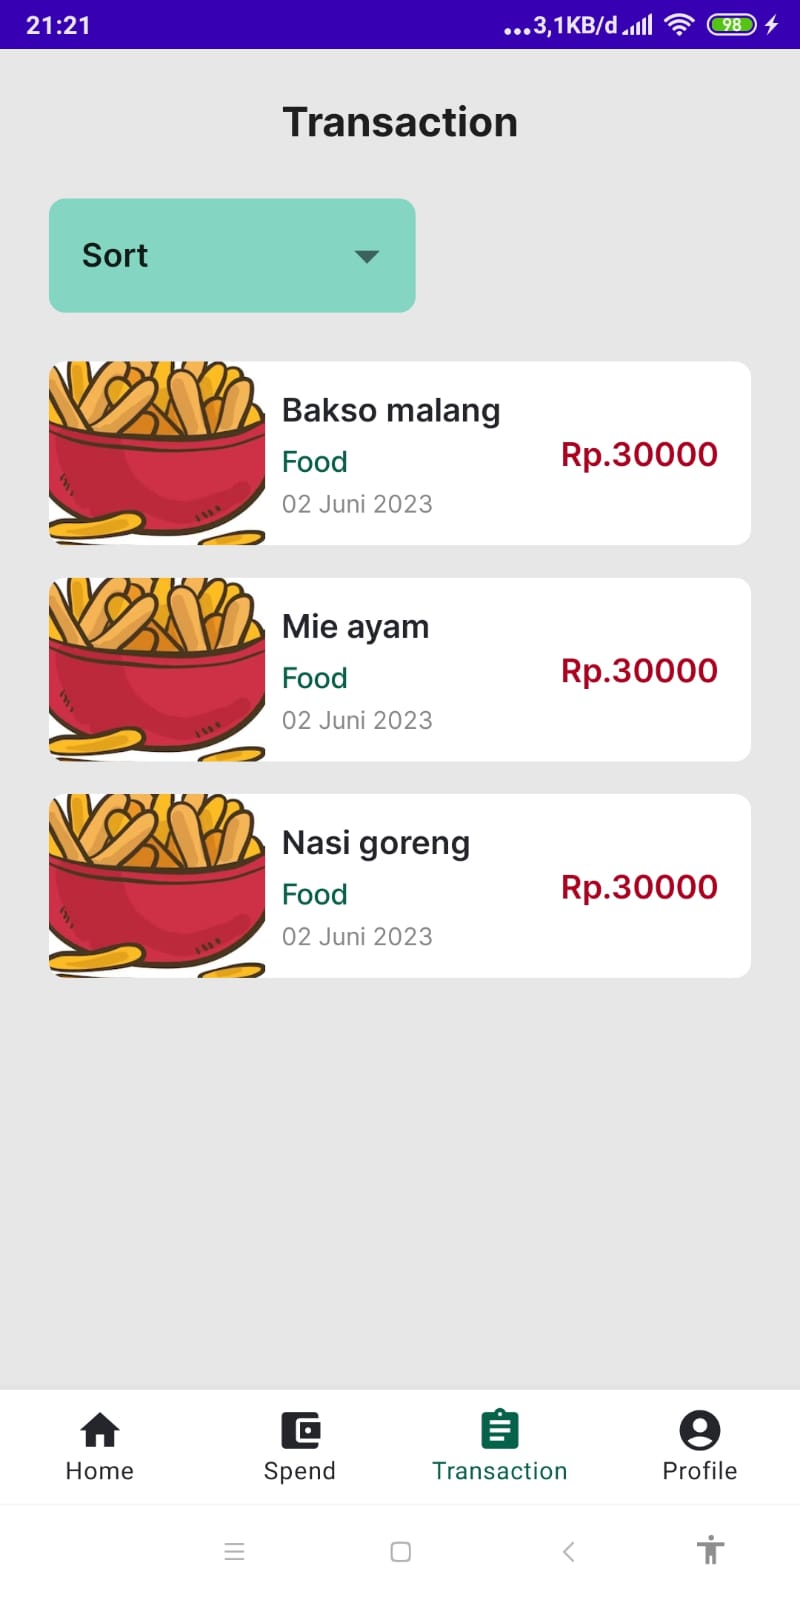 21:21 ...3,1KB/d 98
Transaction
Sort
Bakso malang
Food
Rp.30000
02 Juni 2023
Mie ayam
Food
Rp.30000
02 Juni 2023
Nasi goreng
Food
Rp.30000
02 Juni 2023
Home Spend Transaction Profile